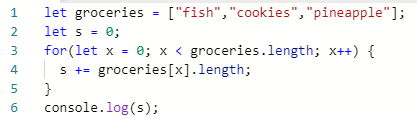 1 let groceries = ["fish","cookies","pineapple"];
2 let s = 0;
3 for(let x = 0; x < groceries.length; x++) {
4   s += groceries[x].length;
5 }
6 console.log(s);